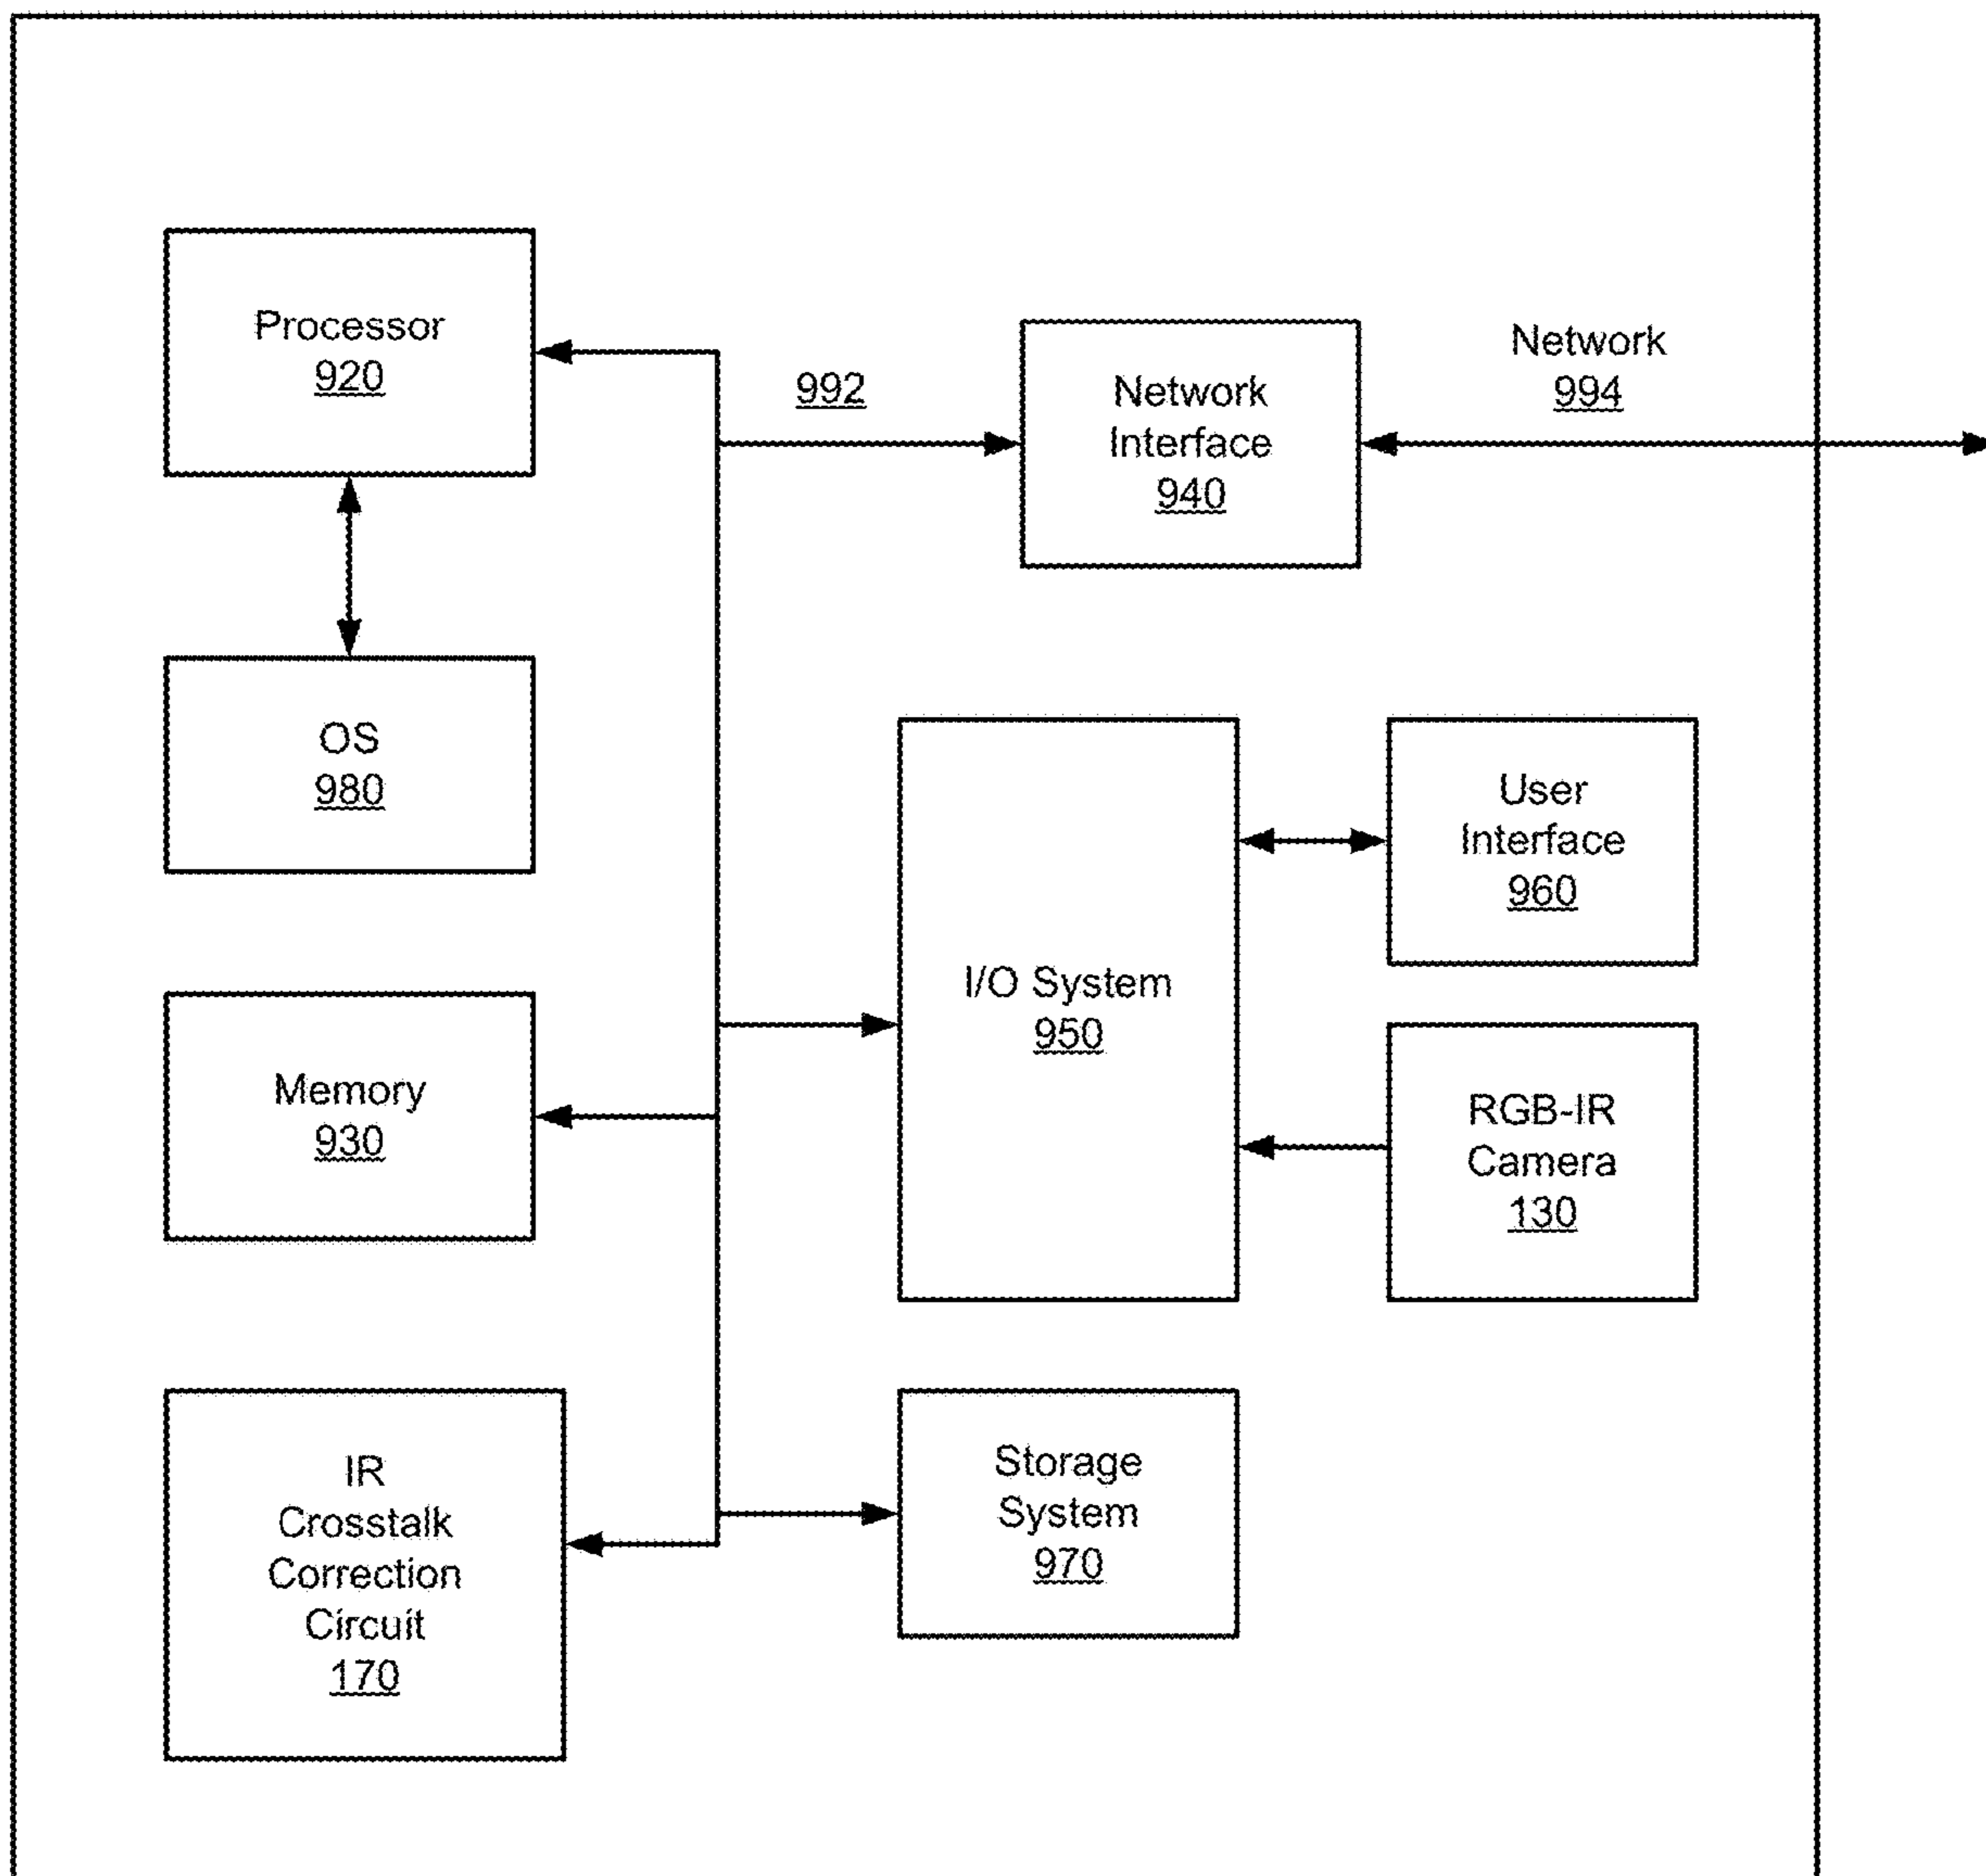 Processor
920
992
Network
Interface
940
Network
994
OS
980
I/O System
950
User
Interface
960
Memory
930
RGB-IR
Camera
130
IR
Crosstalk
Correction
Circuit
170
Storage
System
970